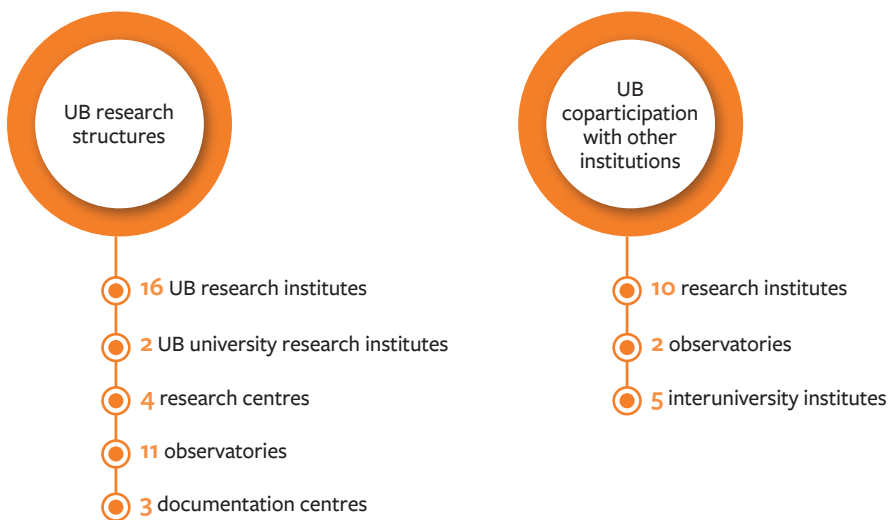 UB research
structures
16 UB research institutes
2 UB university research institutes
4 research centres
11 observatories
3 documentation centres
UB
coparticipation
with other
institutions
10 research institutes
2 observatories
5 interuniversity institutes